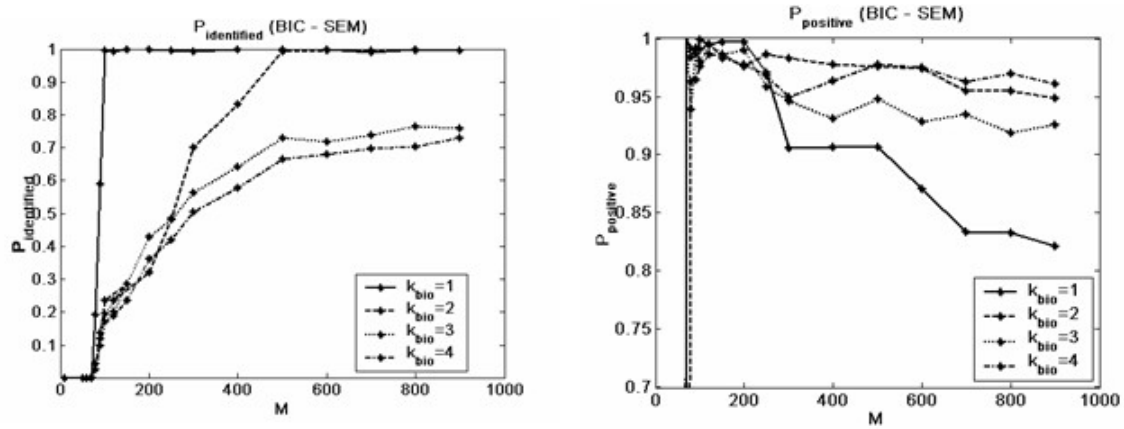 P_identified (BIC - SEM)
1
0.9
0.8
0.7
0.6
0.5
0.4
0.3
0.2
0.1
P_identified
0 200 400 600 800 1000
M
k_bio=1
k_bio=2
k_bio=3
k_bio=4
P_positive (BIC - SEM)
1
0.95
0.9
0.85
0.8
0.75
0.7
P_positive
0 200 400 600 800 1000
M
k_bio=1
k_bio=2
k_bio=3
k_bio=4